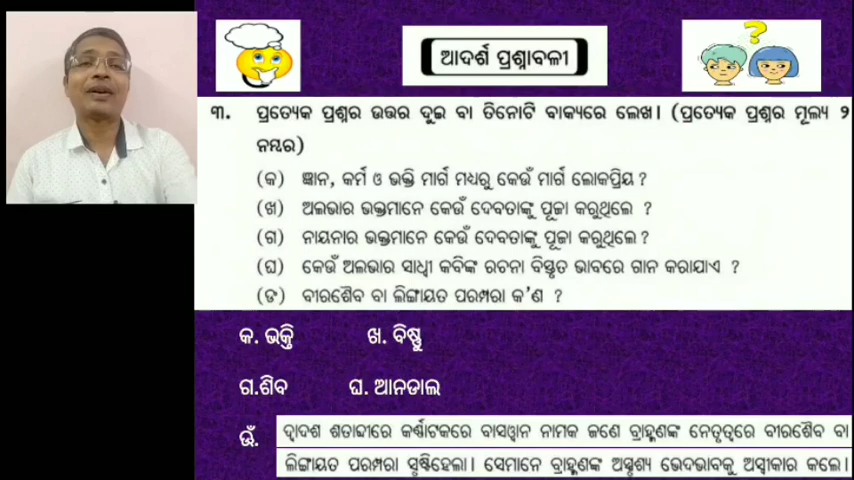 ଆଦର୍ଶ ପ୍ରଶ୍ନାବଳୀ
୩. ପ୍ରତ୍ୟେକ ପ୍ରଶ୍ନର ଉତ୍ତର ଦୁଇ ବା ତିନୋଟି ବାକ୍ୟରେ ଲେଖ। (ପ୍ରତ୍ୟେକ ପ୍ରଶ୍ନର ମୂଲ୍ୟ ୨
ନମ୍ବର)
(କ) ଜ୍ଞାନ, କର୍ମ ଓ ଭକ୍ତି ମାର୍ଗ ମଧ୍ୟରୁ କେଉଁ ମାର୍ଗ ଲୋକପ୍ରିୟ ?
(ଖ) ଅଲଭାର ଭକ୍ତମାନେ କେଉଁ ଦେବତାଙ୍କୁ ପୂଜା କରୁଥିଲେ ?
(ଗ) ନାୟନାର ଭକ୍ତମାନେ କେଉଁ ଦେବତାଙ୍କୁ ପୂଜା କରୁଥିଲେ ?
(ଘ) କେଉଁ ଅଲଭାର ସାଧ୍ୱୀ କବିଙ୍କ ରଚନା ବିସ୍ତୃତ ଭାବରେ ଗାନ କରାଯାଏ ?
(ଙ) ବୀରଶୈବ ବା ଲିଙ୍ଗାୟତ ପରମ୍ପରା କ'ଣ ?
କ. ଭକ୍ତି ଖ. ବିଷ୍ଣୁ
ଗ.ଶିବ ଘ. ଆନଡାଲ
ଊଁ. ଦ୍ୱାଦଶ ଶତାବ୍ଦୀରେ କର୍ଣ୍ଣାଟକରେ ବାସୱାନ ନାମକ ଜଣେ ବ୍ରାହ୍ମଣଙ୍କ ନେତୃତ୍ୱରେ ବୀରଶୈବ ବା
ଲିଙ୍ଗାୟତ ପରମ୍ପରା ସୃଷ୍ଟିହେଲା। ସେମାନେ ବ୍ରାହ୍ମଣଙ୍କ ଅସ୍ପୃଶ୍ୟ ଭେଦଭାବକୁ ଅସ୍ୱୀକାର କଲେ।